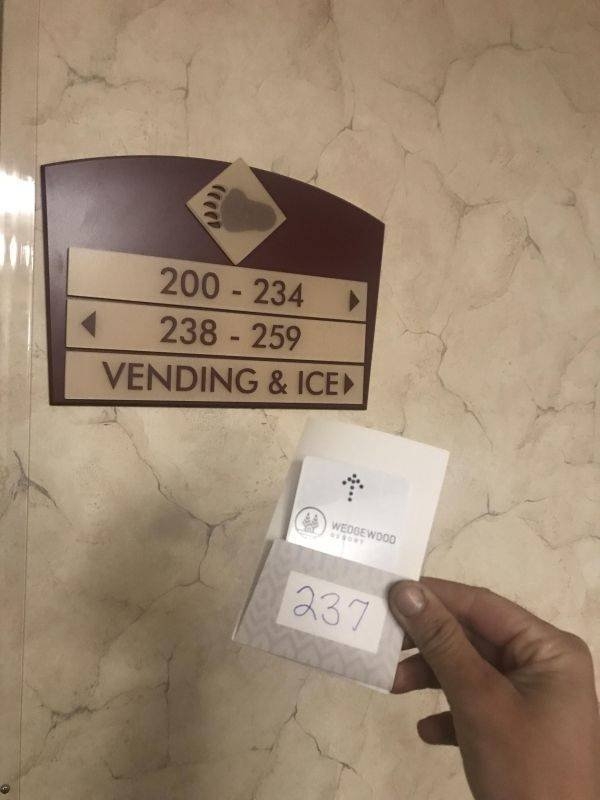 200 - 234
238 - 259
VENDING & ICE
WEDGEWOOD
RESORT
237